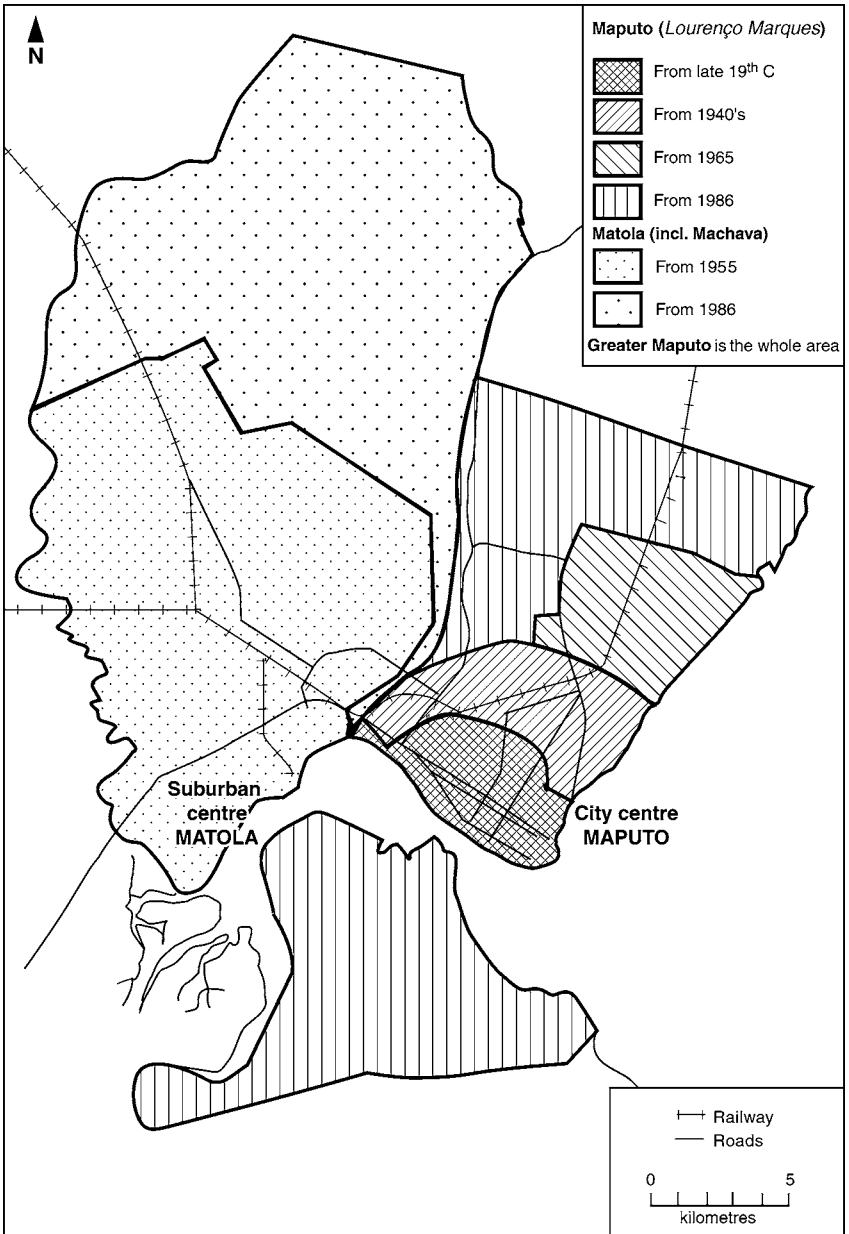 N
Maputo (Lourenço Marques)
From late 19th C
From 1940's
From 1965
From 1986
Matola (incl. Machava)
From 1955
From 1986
Greater Maputo is the whole area
Suburban
centre
MATOLA
City centre
MAPUTO
Railway
Roads
0 5
kilometres